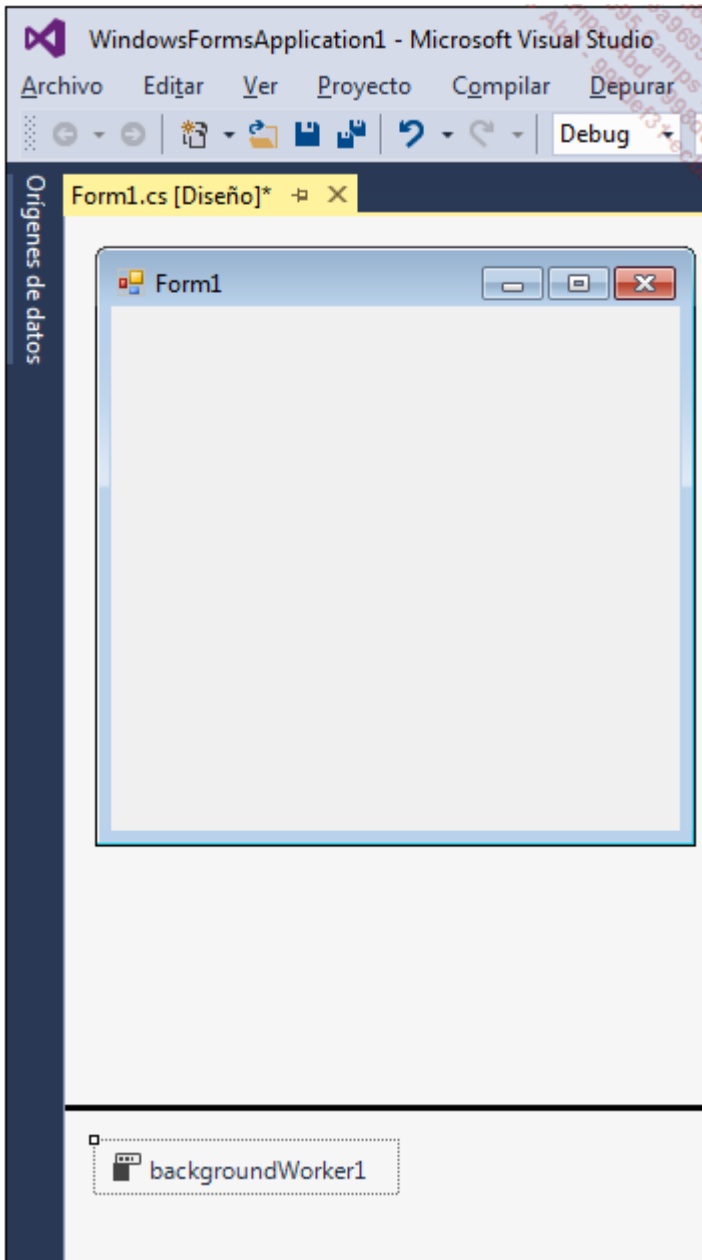 WindowsFormsApplication1 - Microsoft Visual Studio
Archivo Editar Ver Proyecto Compilar Depurar
Debug
Orígenes de datos
Form1.cs [Diseño]*
Form1
backgroundWorker1